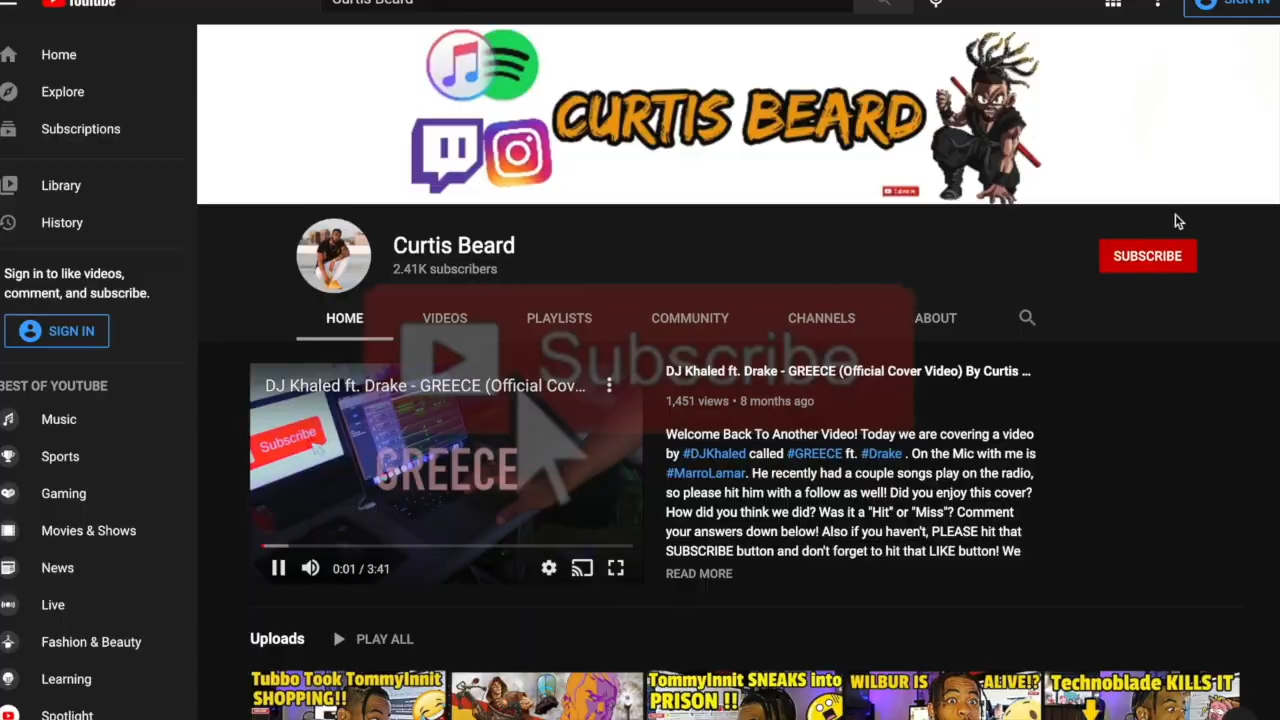 YouTube
Curtis Beard
SIGN IN
Home
Explore
Subscriptions
Library
History
Sign in to like videos,
comment, and subscribe.
SIGN IN
BEST OF YOUTUBE
Music
Sports
Gaming
Movies & Shows
News
Live
Fashion & Beauty
Learning
Spotlight
CURTIS BEARD
Curtis Beard
2.41K subscribers
SUBSCRIBE
HOME
VIDEOS
PLAYLISTS
COMMUNITY
CHANNELS
ABOUT
Subscribe
DJ Khaled ft. Drake - GREECE (Official Cov...
Subscribe
GREECE
0:01 / 3:41
DJ Khaled ft. Drake - GREECE (Official Cover Video) By Curtis ...
1,451 views • 8 months ago
Welcome Back To Another Video! Today we are covering a video
by #DJKhaled called #GREECE ft. #Drake . On the Mic with me is
#MarroLamar. He recently had a couple songs play on the radio,
so please hit him with a follow as well! Did you enjoy this cover?
How did you think we did? Was it a "Hit" or "Miss"? Comment
your answers down below! Also if you haven't, PLEASE hit that
SUBSCRIBE button and don't forget to hit that LIKE button! We
READ MORE
Uploads
PLAY ALL
Tubbo Took TommyInnit
SHOPPING!!
TommyInnit SNEAKS into
PRISON !!
WILBUR IS ALIVE!?
Technoblade KILLS IT